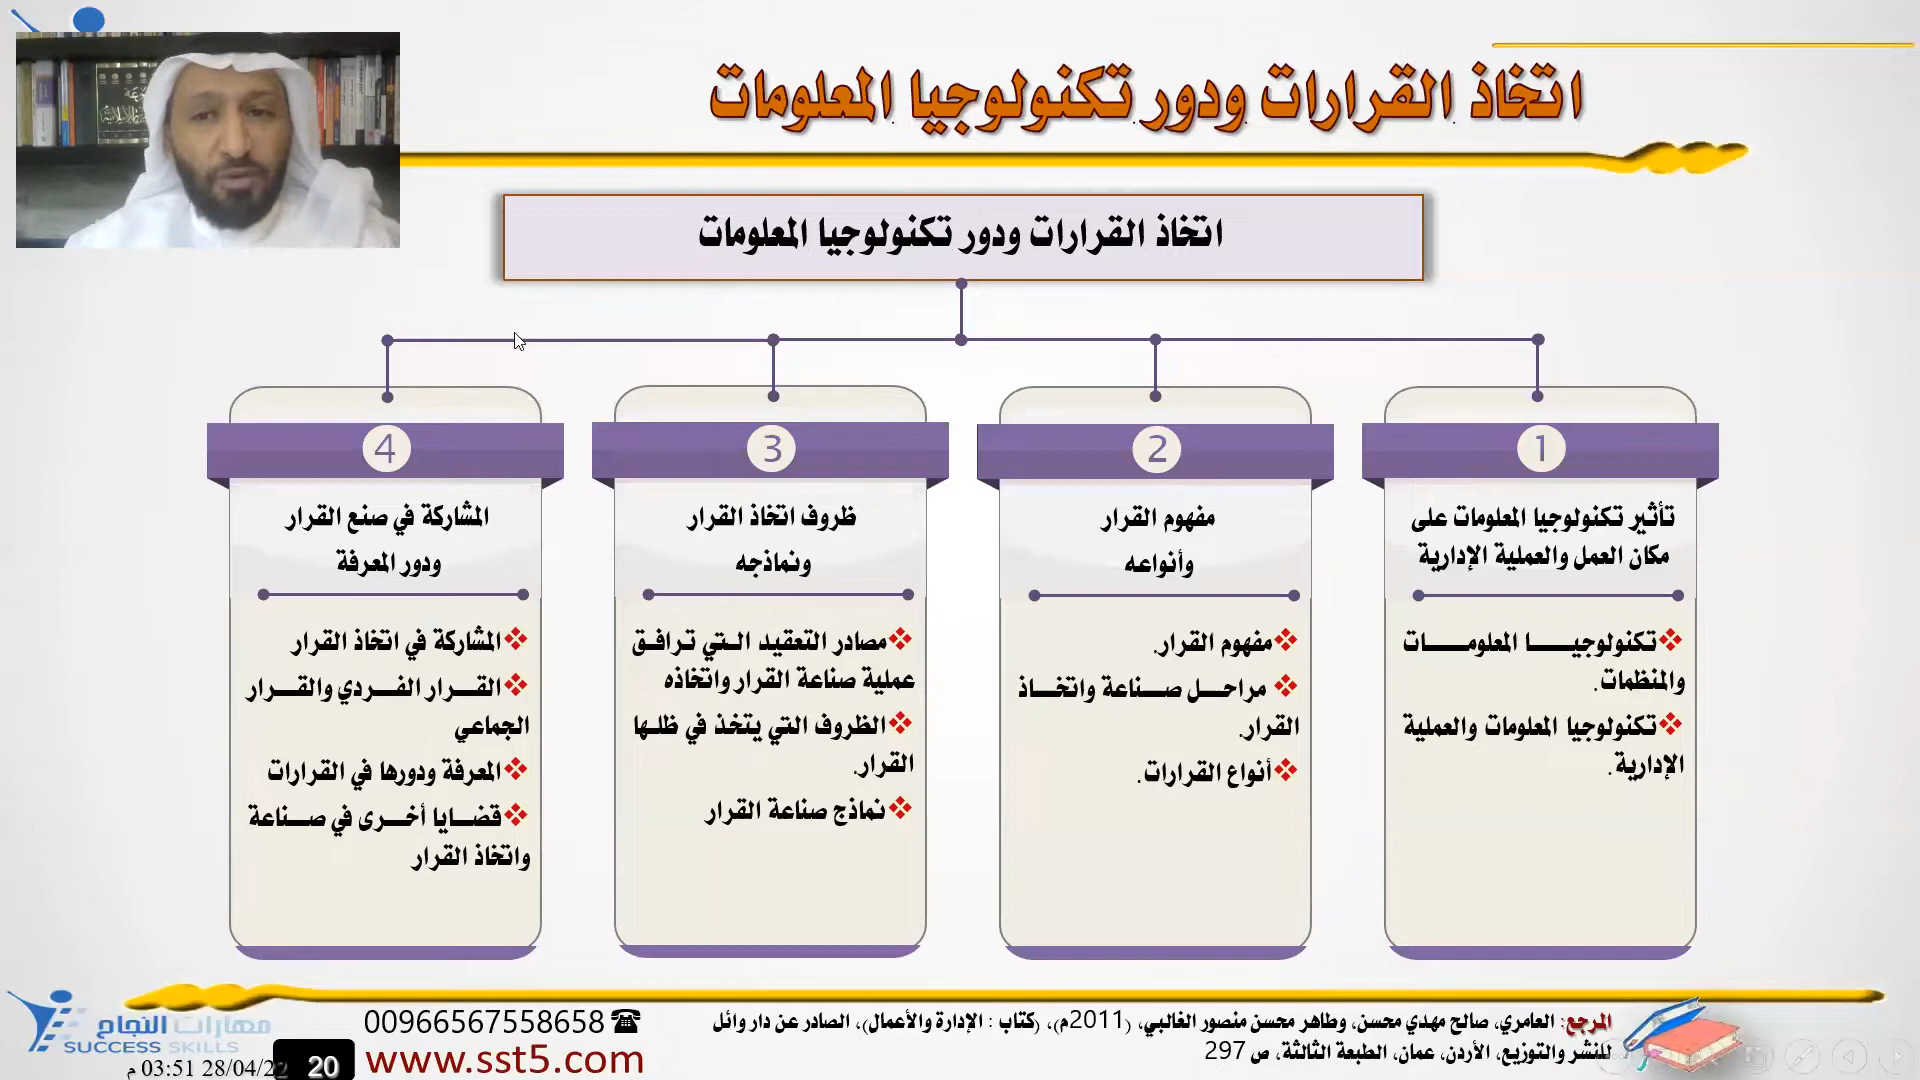 اتخاذ القرارات ودور تكنولوجيا المعلومات
اتخاذ القرارات ودور تكنولوجيا المعلومات
1
تأثير تكنولوجيا المعلومات على
مكان العمل والعملية الإدارية
تكنولوجيا المعلومات
والمنظمات.
تكنولوجيا المعلومات والعملية
الإدارية.
2
مفهوم القرار
وأنواعه
مفهوم القرار.
مراحل صناعة واتخاذ
القرار.
أنواع القرارات.
3
ظروف اتخاذ القرار
ونماذجه
مصادر التعقيد التي ترافق
عملية صناعة القرار واتخاذه
الظروف التي يتخذ في ظلها
القرار.
نماذج صناعة القرار
4
المشاركة في صنع القرار
ودور المعرفة
المشاركة في اتخاذ القرار
القرار الفردي والقرار
الجماعي
المعرفة ودورها في القرارات
قضايا أخرى في صناعة
واتخاذ القرار
المرجع: العامري، صالح مهدي محسن، وطاهر محسن منصور الغالبي، (2011م)، (كتاب : الإدارة والأعمال)، الصادر عن دار وائل
للنشر والتوزيع، الأردن، عمان، الطبعة الثالثة، ص 297
00966567558658
www.sst5.com
مهارات النجاح
SUCCESS SKILLS
20
28/04/22 03:51 م